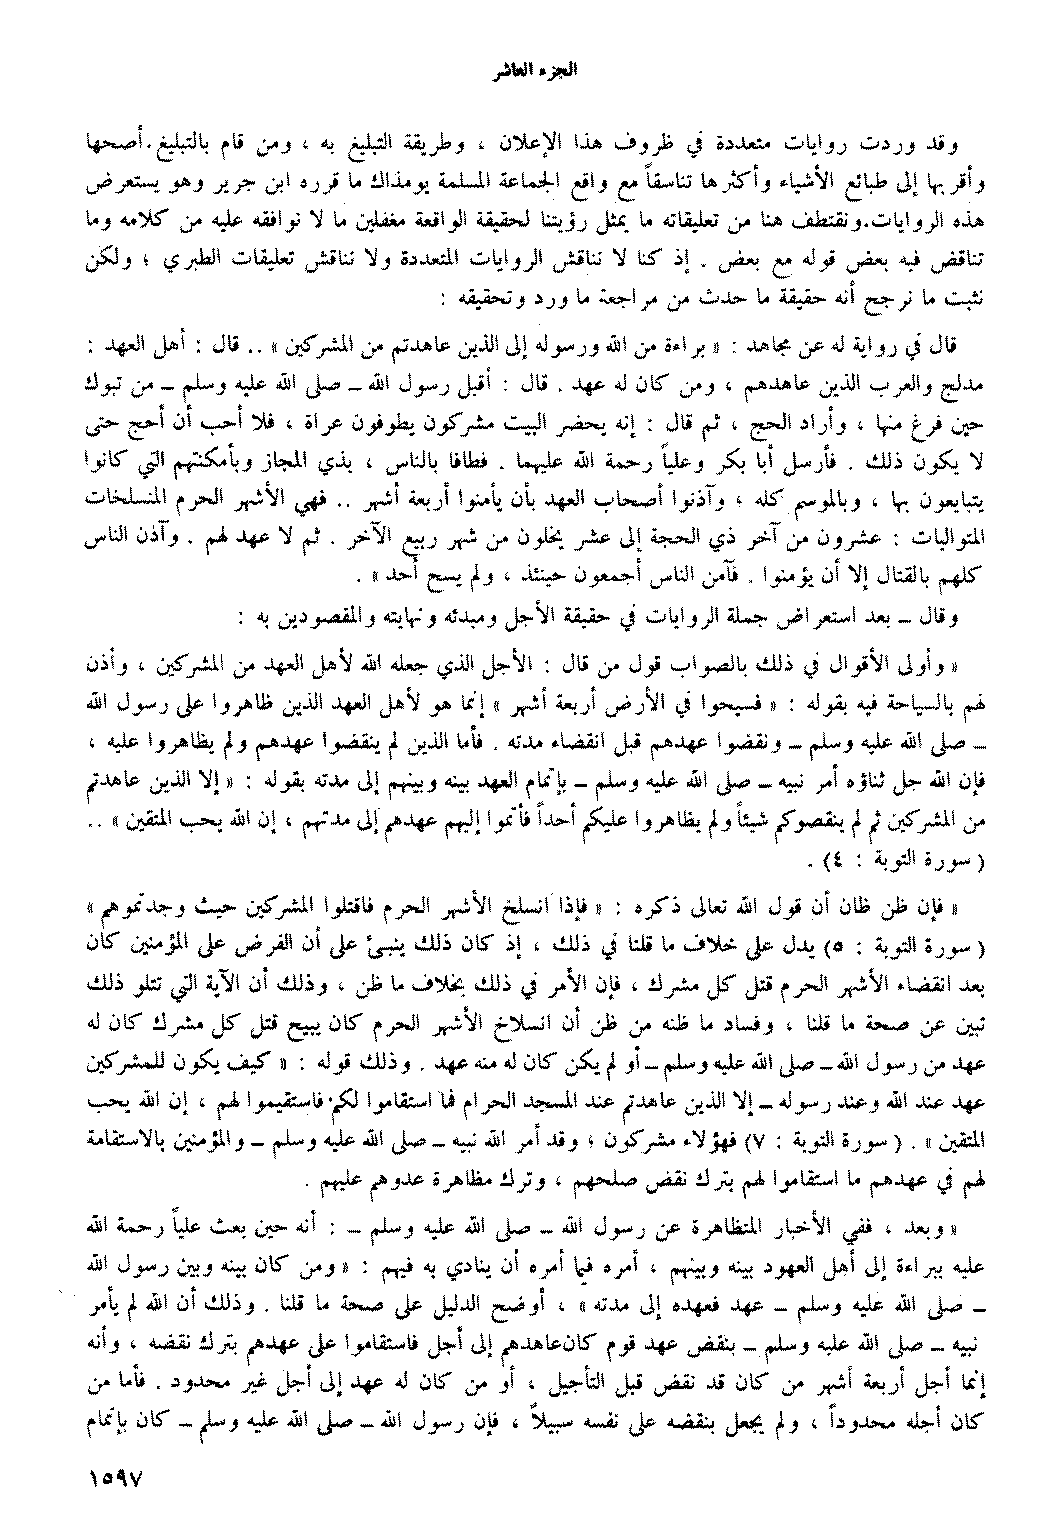 الجزء العاشر
وقد وردت روايات متعددة في ظروف هذا الإعلان ، وطريقة التبليغ به ، ومن قام بالتبليغ.أصحها
وأقربها إلى طبائع الأشياء وأكثرها تناسقاً مع واقع الجماعة المسلمة يومذاك ما قرره ابن جرير وهو يستعرض
هذه الروايات.ونقتطف هنا من تعليقاته ما يمثل رؤيتنا لحقيقة الواقعة مغفلين ما لا نوافقه عليه من كلامه وما
تناقض فيه بعض قوله مع بعض . إذ كنا لا نناقش الروايات المتعددة ولا نناقش تعليقات الطبري ؛ ولكن
نثبت ما نرجح أنه حقيقة ما حدث من مراجعة ما ورد وتحقيقه :
قال في رواية له عن مجاهد : « براءة من الله ورسوله إلى الذين عاهدتم من المشركين » .. قال : أهل العهد :
مدلج والعرب الذين عاهدهم ، ومن كان له عهد . قال : أقبل رسول الله – صلى الله عليه وسلم – من تبوك
حين فرغ منها ، وأراد الحج ، ثم قال : إنه يحضر البيت مشركون يطوفون عراة ، فلا أحب أن أحج حتى
لا يكون ذلك . فأرسل أبا بكر وعلياً رحمة الله عليهما . فطافا بالناس ، بذي المجاز وبأمكنتهم التي كانوا
يتبايعون بها ، وبالموسم كله ؛ وآذنوا أصحاب العهد بأن يأمنوا أربعة أشهر .. فهي الأشهر الحرم المنسلخات
المتواليات : عشرون من آخر ذي الحجة إلى عشر يخلون من شهر ربيع الآخر . ثم لا عهد لهم . وآذن الناس
كلهم بالقتال إلا أن يؤمنوا . فآمن الناس أجمعون حينئذ ، ولم يسح أحد » .
وقال – بعد استعراض جملة الروايات في حقيقة الأجل ومبدئه ونهايته والمقصودين به :
« وأولى الأقوال في ذلك بالصواب قول من قال : الأجل الذي جعله الله لأهل العهد من المشركين ، وأذن
لهم بالسياحة فيه بقوله : « فسيحوا في الأرض أربعة أشهر » إنما هو لأهل العهد الذين ظاهروا على رسول الله
– صلى الله عليه وسلم – ونقضوا عهدهم قبل انقضاء مدته . فأما الذين لم ينقضوا عهدهم ولم يظاهروا عليه ،
فإن الله جل ثناؤه أمر نبيه – صلى الله عليه وسلم – بإتمام العهد بينه وبينهم إلى مدته بقوله : « إلا الذين عاهدتم
من المشركين ثم لم ينقصوكم شيئاً ولم يظاهروا عليكم أحداً فأتموا إليهم عهدهم إلى مدتهم ، إن الله يحب المتقين » ..
( سورة التوبة : ٤) .
« فإن ظن ظان أن قول الله تعالى ذكره : « فإذا انسلخ الأشهر الحرم فاقتلوا المشركين حيث وجدتموهم »
( سورة التوبة : ٥) يدل على خلاف ما قلنا في ذلك ، إذ كان ذلك ينبئ على أن الفرض على المؤمنين كان
بعد انقضاء الأشهر الحرم قتل كل مشرك ، فإن الأمر في ذلك بخلاف ما ظن ، وذلك أن الآية التي تتلو ذلك
تبين عن صحة ما قلنا ، وفساد ما ظنه من ظن أن انسلاخ الأشهر الحرم كان يبيح قتل كل مشرك كان له
عهد من رسول الله – صلى الله عليه وسلم – أو لم يكن كان له منه عهد . وذلك قوله : « كيف يكون للمشركين
عهد عند الله وعند رسوله – إلا الذين عاهدتم عند المسجد الحرام فما استقاموا لكم فاستقيموا لهم ، إن الله يحب
المتقين » . ( سورة التوبة : ٧) فهؤلاء مشركون ؛ وقد أمر الله نبيه – صلى الله عليه وسلم – والمؤمنين بالاستقامة
لهم في عهدهم ما استقاموا لهم بترك نقض صلحهم ، وترك مظاهرة عدوهم عليهم .
« وبعد ، ففي الأخبار المتظاهرة عن رسول الله – صلى الله عليه وسلم – : أنه حين بعث علياً رحمة الله
عليه ببراءة إلى أهل العهود بينه وبينهم ، أمره فيما أمره أن ينادي به فيهم : « ومن كان بينه وبين رسول الله
– صلى الله عليه وسلم – عهد فعهده إلى مدته » ، أوضح الدليل على صحة ما قلنا . وذلك أن الله لم يأمر
نبيه – صلى الله عليه وسلم – بنقض عهد قوم كان عاهدهم إلى أجل فاستقاموا على عهدهم بترك نقضه ، وأنه
إنما أجل أربعة أشهر من كان قد نقض قبل التأجيل ، أو من كان له عهد إلى أجل غير محدود . فأما من
كان أجله محدوداً ، ولم يجعل بنقضه على نفسه سبيلاً ، فإن رسول الله – صلى الله عليه وسلم – كان بإتمام
١٥٩٧